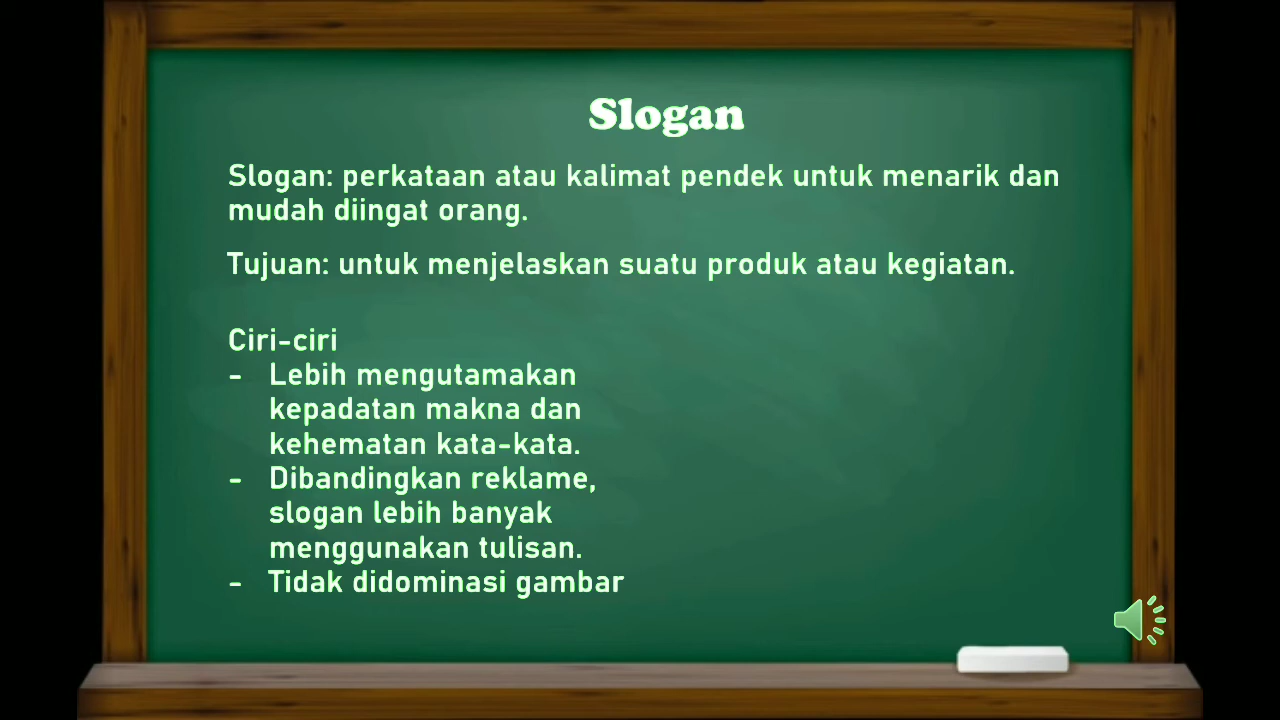 Slogan
Slogan: perkataan atau kalimat pendek untuk menarik dan
mudah diingat orang.
Tujuan: untuk menjelaskan suatu produk atau kegiatan.
Ciri-ciri
- Lebih mengutamakan
kepadatan makna dan
kehematan kata-kata.
- Dibandingkan reklame,
slogan lebih banyak
menggunakan tulisan.
- Tidak didominasi gambar